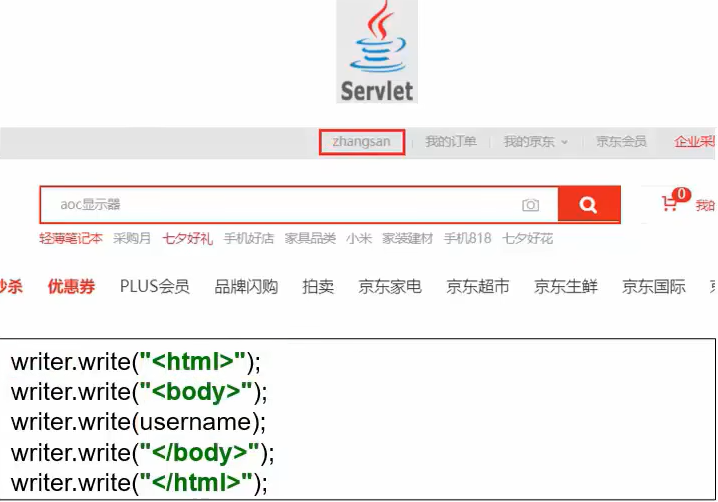 Servlet
zhangsan 我的订单 我的京东 京东会员 企业采
aoc显示器
0
我的
轻薄笔记本 采购月 七夕好礼 手机好店 家具品类 小米 家装建材 手机818 七夕好花
秒杀 优惠券 PLUS会员 品牌闪购 拍卖 京东家电 京东超市 京东生鲜 京东国际
writer.write("<html>");
writer.write("<body>");
writer.write(username);
writer.write("</body>");
writer.write("</html>");